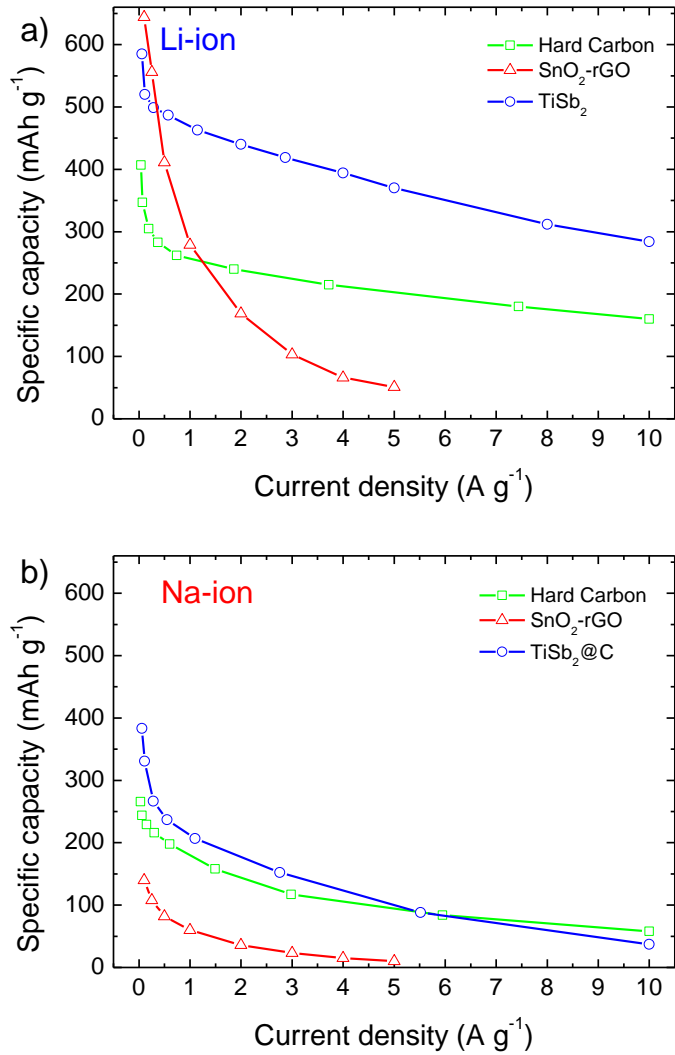 a)
Li-ion
Hard Carbon
SnO₂-rGO
TiSb₂
Specific capacity (mAh g⁻¹)
600
500
400
300
200
100
0
0 1 2 3 4 5 6 7 8 9 10
Current density (A g⁻¹)
b)
Na-ion
Hard Carbon
SnO₂-rGO
TiSb₂@C
Specific capacity (mAh g⁻¹)
600
500
400
300
200
100
0
0 1 2 3 4 5 6 7 8 9 10
Current density (A g⁻¹)